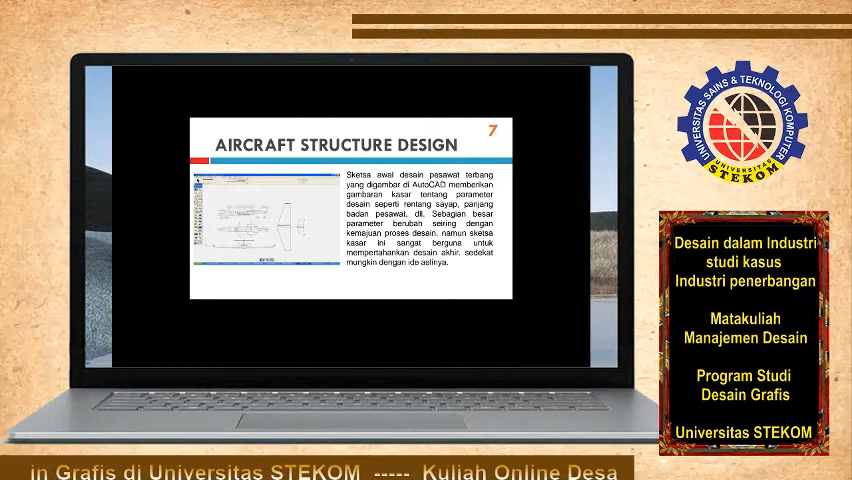 7
AIRCRAFT STRUCTURE DESIGN
Sketsa awal desain pesawat terbang
yang digambar di AutoCAD memberikan
gambaran kasar tentang parameter
desain seperti rentang sayap, panjang
badan pesawat, dll. Sebagian besar
parameter berubah seiring dengan
kemajuan proses desain, namun sketsa
kasar ini sangat berguna untuk
mempertahankan desain akhir, sedekat
mungkin dengan ide aslinya.
UNIVERSITAS SAINS & TEKNOLOGI KOMPUTER
UNIVERSITAS
STEKOM
Desain dalam Industri
studi kasus
Industri penerbangan
Matakuliah
Manajemen Desain
Program Studi
Desain Grafis
Universitas STEKOM
in Grafis di Universitas STEKOM ----- Kuliah Online Desa